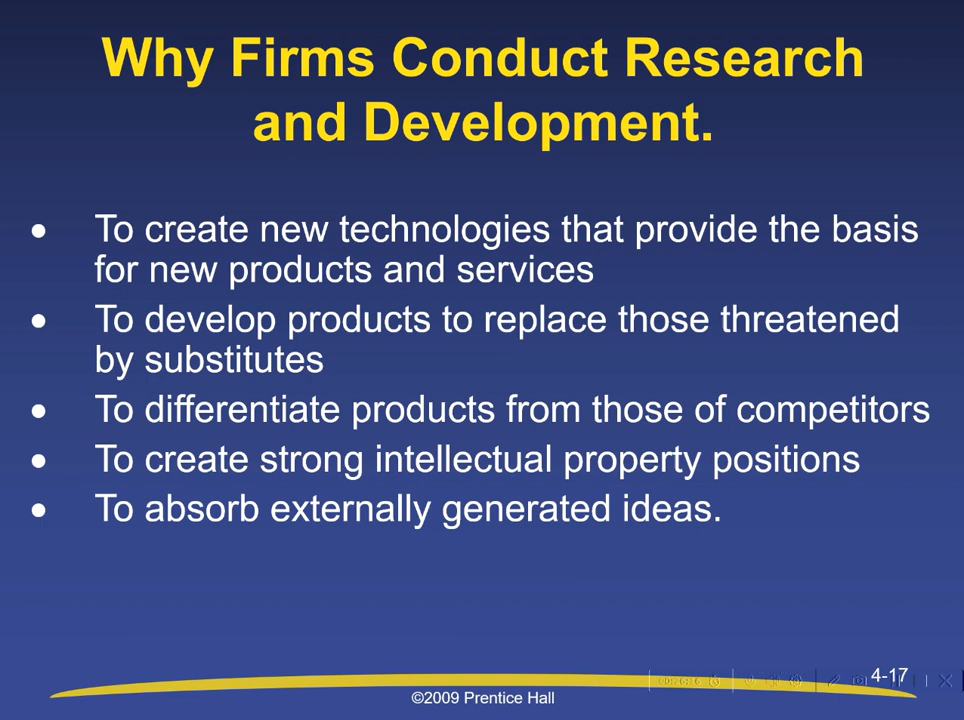 Why Firms Conduct Research
and Development.
• To create new technologies that provide the basis
for new products and services
• To develop products to replace those threatened
by substitutes
• To differentiate products from those of competitors
• To create strong intellectual property positions
• To absorb externally generated ideas.
4-17
©2009 Prentice Hall